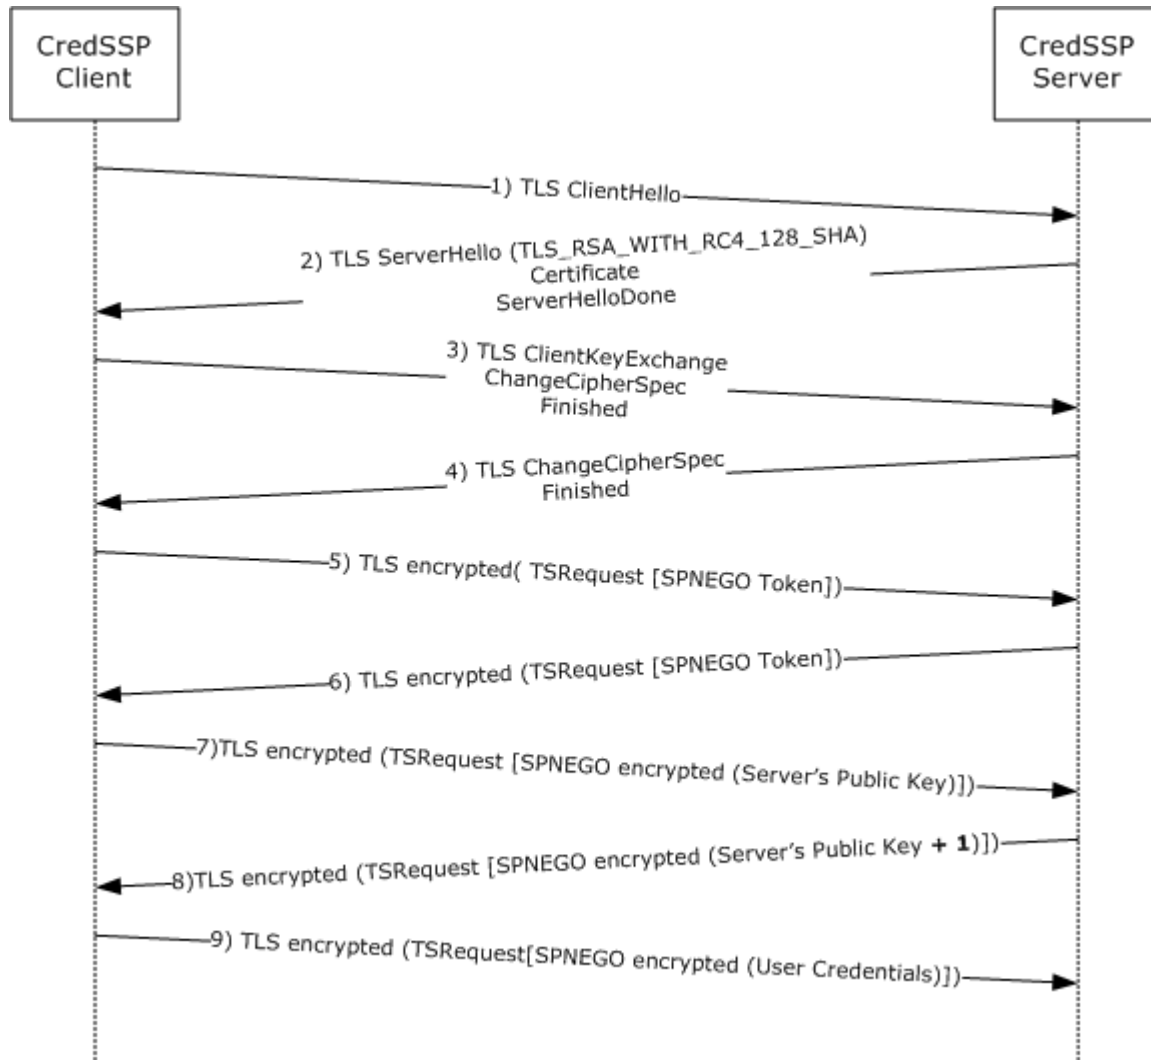 CredSSP
Client
CredSSP
Server
1) TLS ClientHello
2) TLS ServerHello (TLS_RSA_WITH_RC4_128_SHA)
Certificate
ServerHelloDone
3) TLS ClientKeyExchange
ChangeCipherSpec
Finished
4) TLS ChangeCipherSpec
Finished
5) TLS encrypted( TSRequest [SPNEGO Token])
6) TLS encrypted (TSRequest [SPNEGO Token])
7)TLS encrypted (TSRequest [SPNEGO encrypted (Server’s Public Key)])
8)TLS encrypted (TSRequest [SPNEGO encrypted (Server’s Public Key + 1)])
9) TLS encrypted (TSRequest[SPNEGO encrypted (User Credentials)])